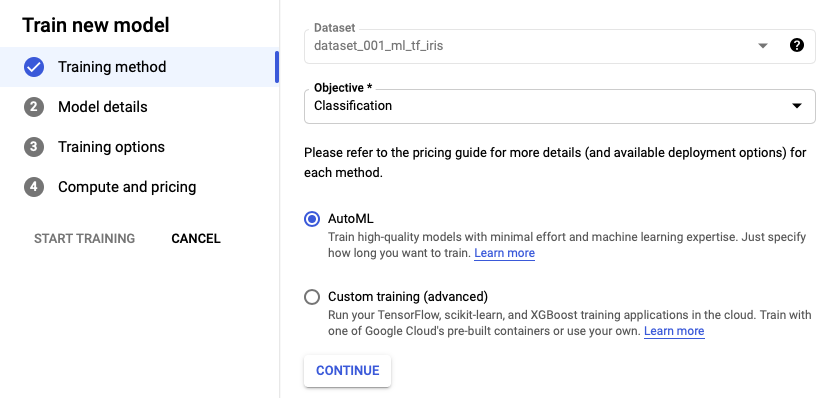 Train new model
Training method
2 Model details
3 Training options
4 Compute and pricing
START TRAINING CANCEL
Dataset
dataset_001_ml_tf_iris
?
Objective *
Classification
Please refer to the pricing guide for more details (and available deployment options) for
each method.
AutoML
Train high-quality models with minimal effort and machine learning expertise. Just specify
how long you want to train. Learn more
Custom training (advanced)
Run your TensorFlow, scikit-learn, and XGBoost training applications in the cloud. Train with
one of Google Cloud's pre-built containers or use your own. Learn more
CONTINUE